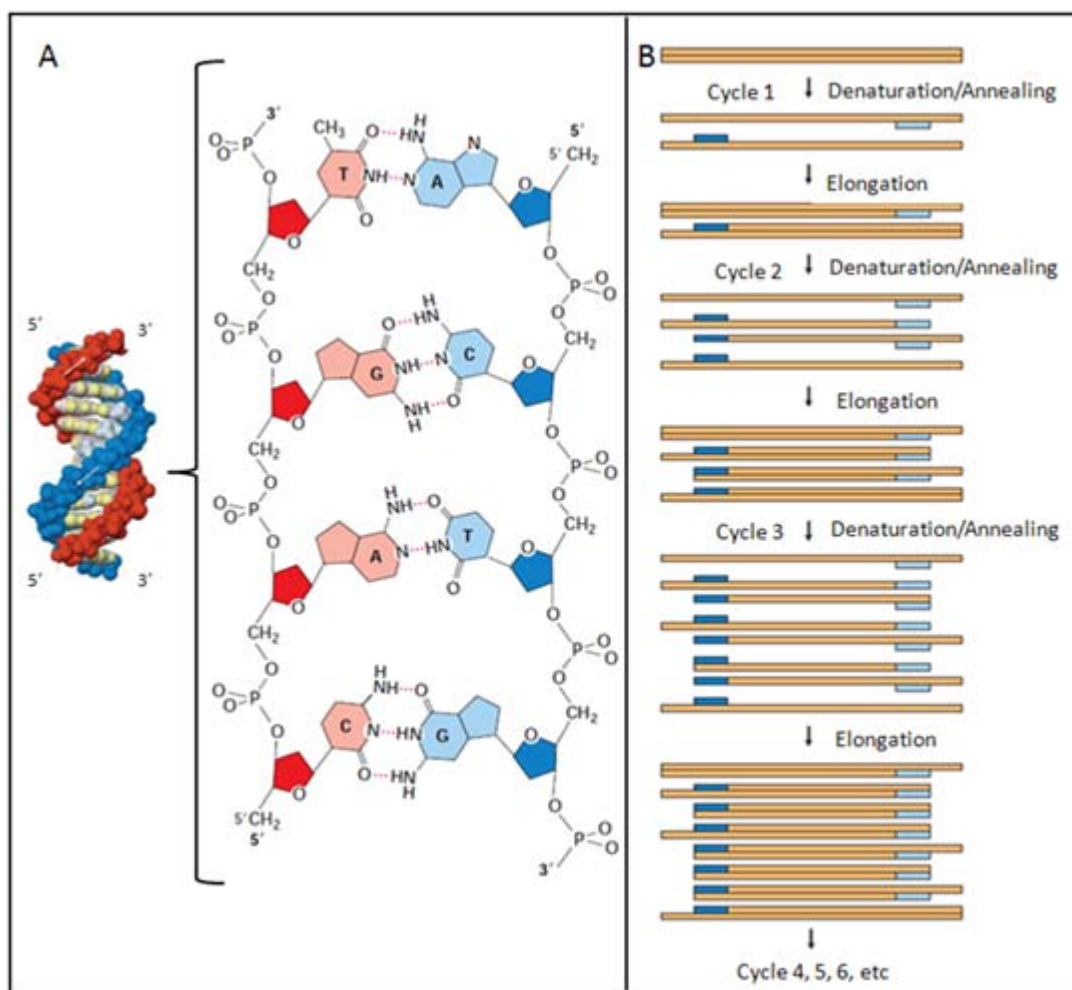 A
3′
P
O
O
O
CH₃
O
H
HN
N
5′
5′ CH₂
T
NH
N
A
O
O
O
O
CH₂
O
O
P
O
O
P
O
O
O
O
H
HN
CH₂
G
NH
N
C
O
O
NH
H
O
O
5′
3′
CH₂
O
O
P
O
O
P
O
O
O
H
NH
O
CH₂
A
N
HN
T
O
O
O
5′
3′
CH₂
O
O
P
O
O
P
O
O
O
H
NH
O
CH₂
C
N
HN
G
O
O
HN
H
O
O
5′ CH₂
5′
P
O
O
3′
B
Cycle 1
Denaturation/Annealing
Elongation
Cycle 2
Denaturation/Annealing
Elongation
Cycle 3
Denaturation/Annealing
Elongation
Cycle 4, 5, 6, etc